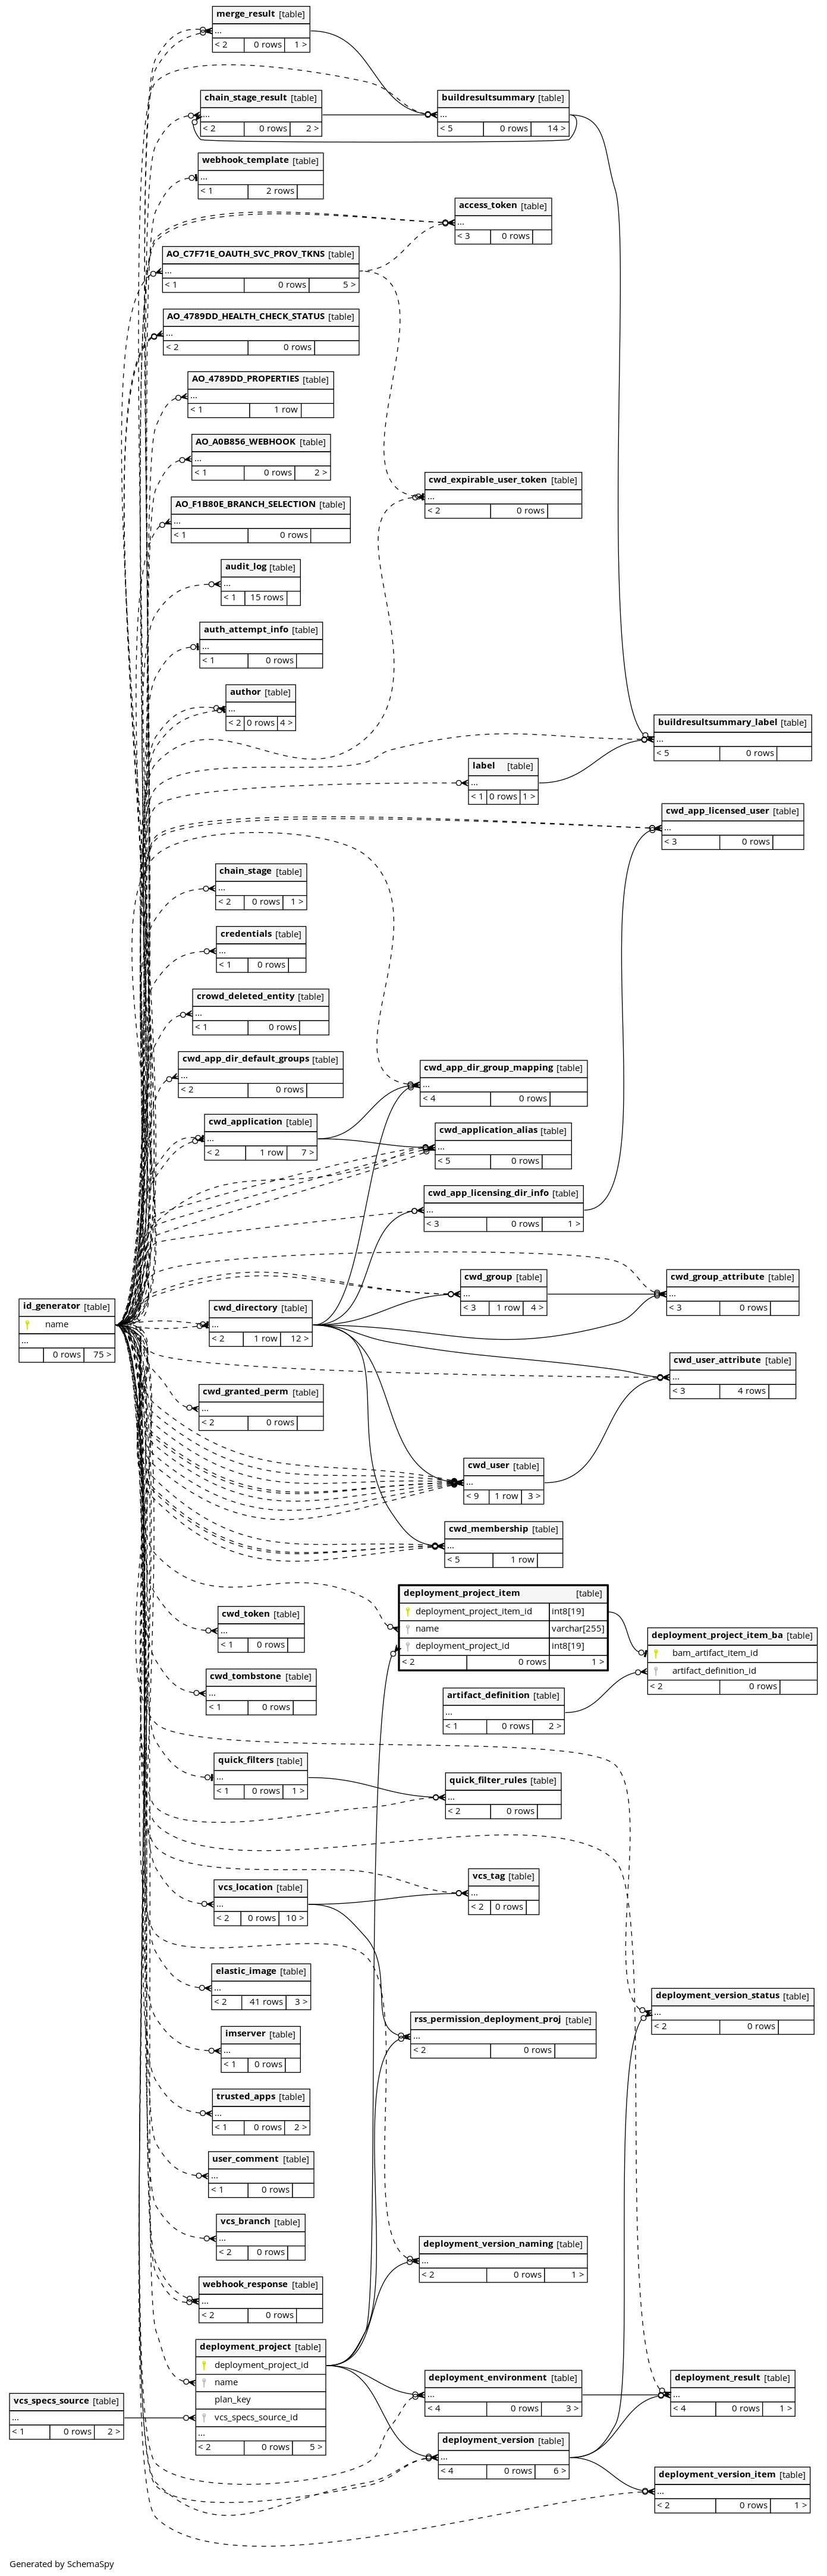 merge_result [table]
...
< 2 0 rows 1 >
chain_stage_result [table]
...
< 2 0 rows 2 >
buildresultsummary [table]
...
< 5 0 rows 14 >
webhook_template [table]
...
< 1 2 rows
access_token [table]
...
< 3 0 rows
AO_C7F71E_OAUTH_SVC_PROV_TKNS [table]
...
< 1 0 rows 5 >
AO_4789DD_HEALTH_CHECK_STATUS [table]
...
< 2 0 rows
AO_4789DD_PROPERTIES [table]
...
< 1 1 row
AO_A0B856_WEBHOOK [table]
...
< 1 0 rows 2 >
cwd_expirable_user_token [table]
...
< 2 0 rows
AO_F1B80E_BRANCH_SELECTION [table]
...
< 1 0 rows
audit_log [table]
...
< 1 15 rows
auth_attempt_info [table]
...
< 1 0 rows
author [table]
...
< 2 0 rows 4 >
buildresultsummary_label [table]
...
< 5 0 rows
label [table]
...
< 1 0 rows 1 >
cwd_app_licensed_user [table]
...
< 3 0 rows
chain_stage [table]
...
< 2 0 rows 1 >
credentials [table]
...
< 1 0 rows
crowd_deleted_entity [table]
...
< 1 0 rows
cwd_app_dir_default_groups [table]
...
< 2 0 rows
cwd_app_dir_group_mapping [table]
...
< 4 0 rows
cwd_application [table]
...
< 2 1 row 7 >
cwd_application_alias [table]
...
< 5 0 rows
cwd_app_licensing_dir_info [table]
...
< 3 0 rows 1 >
cwd_group [table]
...
< 3 1 row 4 >
cwd_group_attribute [table]
...
< 3 0 rows
id_generator [table]
name
...
0 rows 75 >
cwd_directory [table]
...
< 2 1 row 12 >
cwd_user_attribute [table]
...
< 3 4 rows
cwd_granted_perm [table]
...
< 2 0 rows
cwd_user [table]
...
< 9 1 row 3 >
cwd_membership [table]
...
< 5 1 row
deployment_project_item [table]
deployment_project_item_id int8[19]
name varchar[255]
deployment_project_id int8[19]
< 2 0 rows 1 >
cwd_token [table]
...
< 1 0 rows
deployment_project_item_ba [table]
bam_artifact_item_id
artifact_definition_id
< 2 0 rows
cwd_tombstone [table]
...
< 1 0 rows
artifact_definition [table]
...
< 1 0 rows 2 >
quick_filters [table]
...
< 1 0 rows 1 >
quick_filter_rules [table]
...
< 2 0 rows
vcs_tag [table]
...
< 2 0 rows
vcs_location [table]
...
< 2 0 rows 10 >
elastic_image [table]
...
< 2 41 rows 3 >
deployment_version_status [table]
...
< 2 0 rows
rss_permission_deployment_proj [table]
...
< 2 0 rows
imserver [table]
...
< 1 0 rows
trusted_apps [table]
...
< 1 0 rows 2 >
user_comment [table]
...
< 1 0 rows
vcs_branch [table]
...
< 2 0 rows
deployment_version_naming [table]
...
< 2 0 rows 1 >
webhook_response [table]
...
< 2 0 rows
deployment_project [table]
deployment_project_id
name
plan_key
vcs_specs_source_id
...
< 2 0 rows 5 >
deployment_environment [table]
...
< 4 0 rows 3 >
deployment_result [table]
...
< 4 0 rows 1 >
vcs_specs_source [table]
...
< 1 0 rows 2 >
deployment_version [table]
...
< 4 0 rows 6 >
deployment_version_item [table]
...
< 2 0 rows 1 >
Generated by SchemaSpy